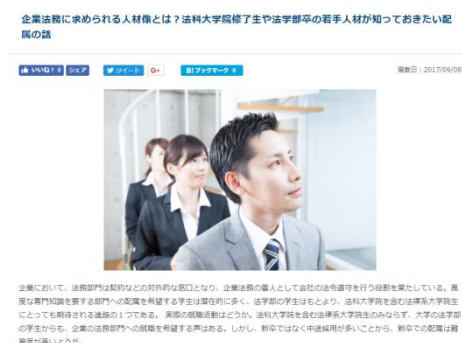 企業法務に求められる人材像とは？法科大学院修了生や法学部卒の若手人材が知っておきたい配
属の話
いいね！ 0 シェア ツイート G+ B! ブックマーク 0 掲載日：2017/09/08
企業において、法務部門は契約などの対外的な窓口となり、企業法務の番人として会社の法令遵守を行う役割を果たしている。高
度な専門知識を要する部門への配属を希望する学生は潜在的に多く、法学部の学生はもとより、法科大学院を含む法律系大学院生
にとっても期待される進路の１つである。 実際の就職活動はどうか。法科大学院を含む法律系大学院生のみならず、大学の法学部
の学生からも、企業の法務部門への就職を希望する声はある。しかし、新卒ではなく中途採用が多いことから、新卒での配属は難
易度が高いようだ。